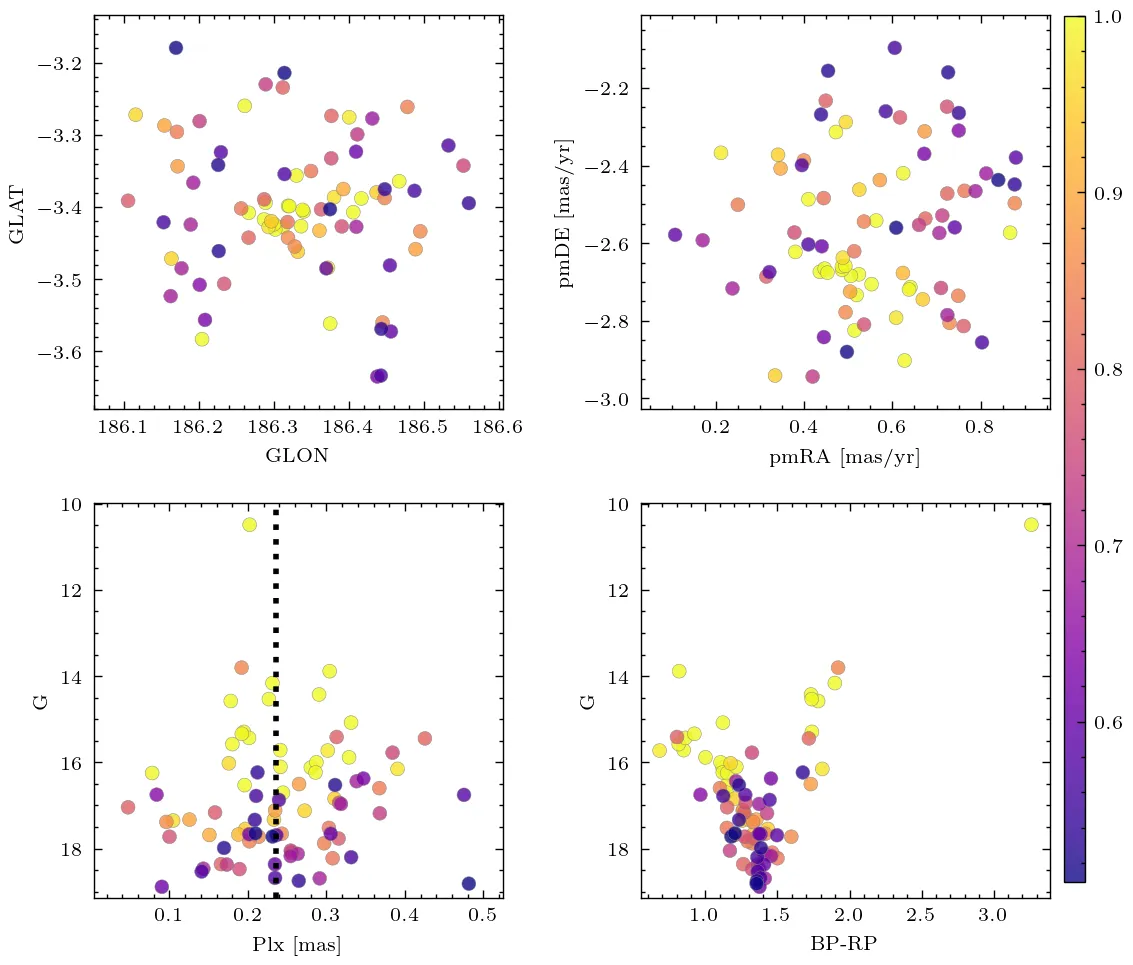 −3.2
−3.3
−3.4
−3.5
−3.6
GLAT
186.1 186.2 186.3 186.4 186.5 186.6
GLON
−2.2
−2.4
−2.6
−2.8
−3.0
pmDE [mas/yr]
0.2 0.4 0.6 0.8
pmRA [mas/yr]
1.0
0.9
0.8
0.7
0.6
10
12
14
16
18
G
0.1 0.2 0.3 0.4 0.5
Plx [mas]
10
12
14
16
18
G
1.0 1.5 2.0 2.5 3.0
BP-RP